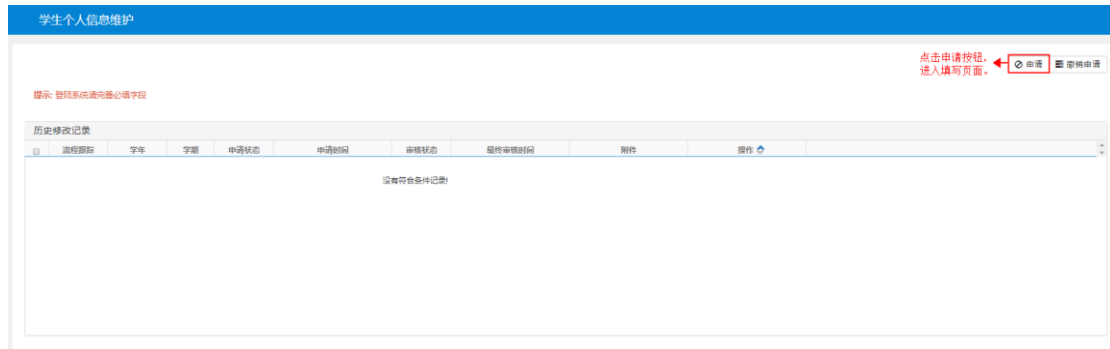 学生个人信息维护
点击申请按钮,
进入填写页面。
申请 撤销申请
提示: 登陆系统请完善必填字段
历史修改记录
流程跟踪 学年 学期 申请状态 申请时间 审核状态 最终审核时间 附件 操作
没有符合条件记录!